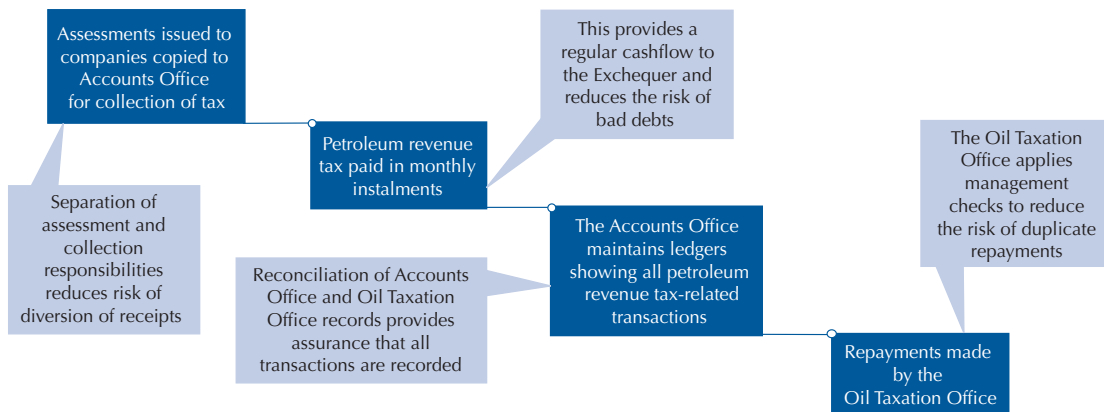 Assessments issued to
companies copied to
Accounts Office
for collection of tax
This provides a
regular cashflow to
the Exchequer and
reduces the risk of
bad debts
Petroleum revenue
tax paid in monthly
instalments
The Oil Taxation
Office applies
management
checks to reduce
the risk of duplicate
repayments
Separation of
assessment and
collection
responsibilities
reduces risk of
diversion of receipts
The Accounts Office
maintains ledgers
showing all petroleum
revenue tax-related
transactions
Reconciliation of Accounts
Office and Oil Taxation
Office records provides
assurance that all
transactions are recorded
Repayments made
by the
Oil Taxation Office